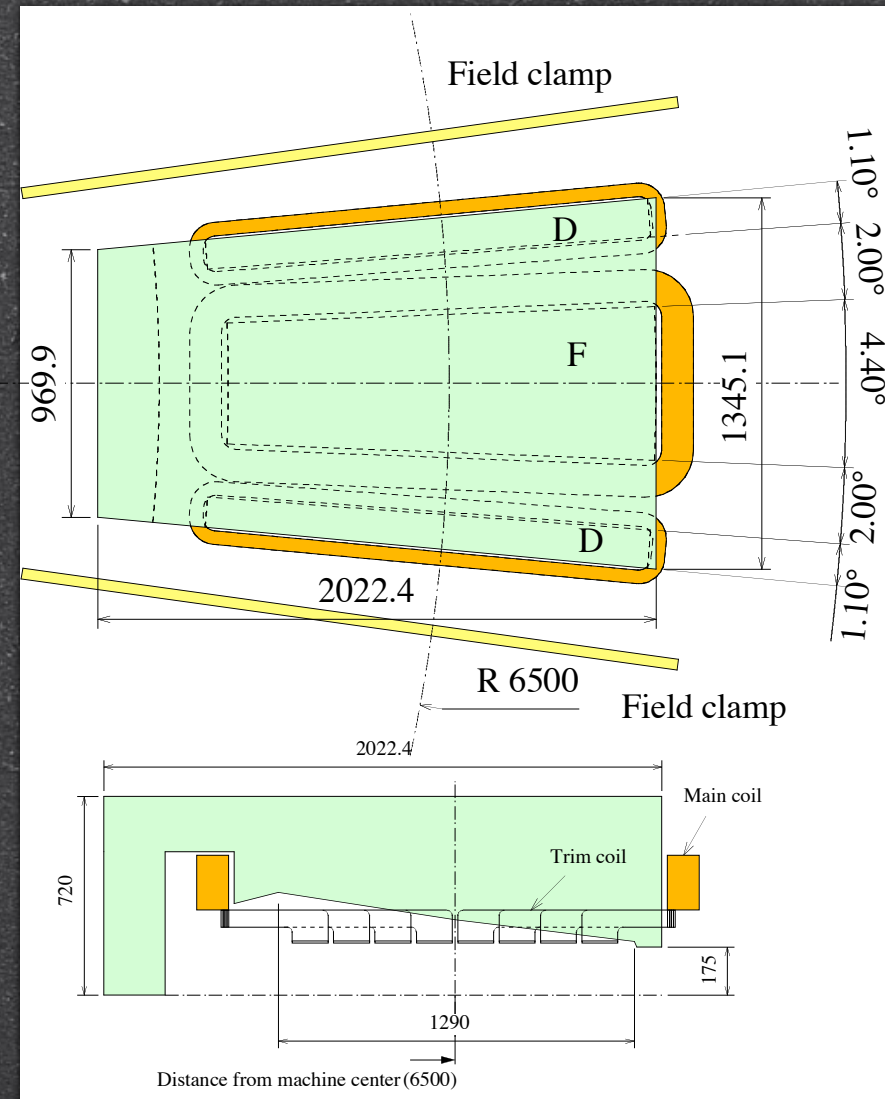 Field clamp
1.10°
D
2.00°
F
4.40°
969.9
1345.1
D
2.00°
2022.4
1.10°
R 6500
Field clamp
2022.4
Main coil
Trim coil
720
175
1290
Distance from machine center (6500)